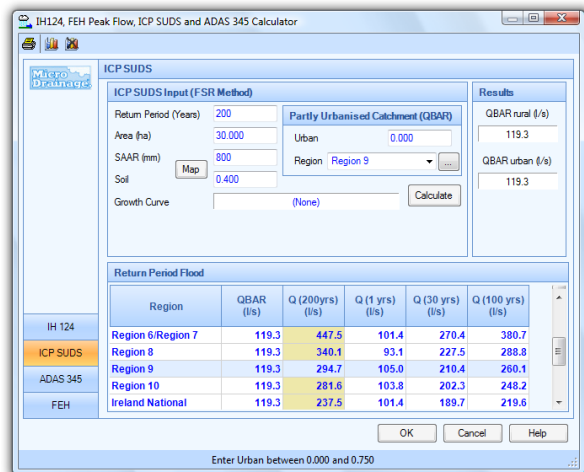 IH124, FEH Peak Flow, ICP SUDS and ADAS 345 Calculator
Micro
Drainage
ICP SUDS
ICP SUDS Input (FSR Method)
Results
Return Period (Years) 200
Partly Urbanised Catchment (QBAR)
QBAR rural (l/s)
Area (ha) 30.000
Urban 0.000
119.3
SAAR (mm) 800
Map
Region Region 9 ...
QBAR urban (l/s)
Soil 0.400
119.3
Growth Curve (None)
Calculate
Return Period Flood
Region QBAR (l/s) Q (200yrs) (l/s) Q (1 yrs) (l/s) Q (30 yrs) (l/s) Q (100 yrs) (l/s)
Region 6/Region 7 119.3 447.5 101.4 270.4 380.7
Region 8 119.3 340.1 93.1 227.5 288.8
Region 9 119.3 294.7 105.0 210.4 260.1
Region 10 119.3 281.6 103.8 202.3 248.2
Ireland National 119.3 237.5 101.4 189.7 219.6
IH 124
ICP SUDS
ADAS 345
FEH
OK Cancel Help
Enter Urban between 0.000 and 0.750